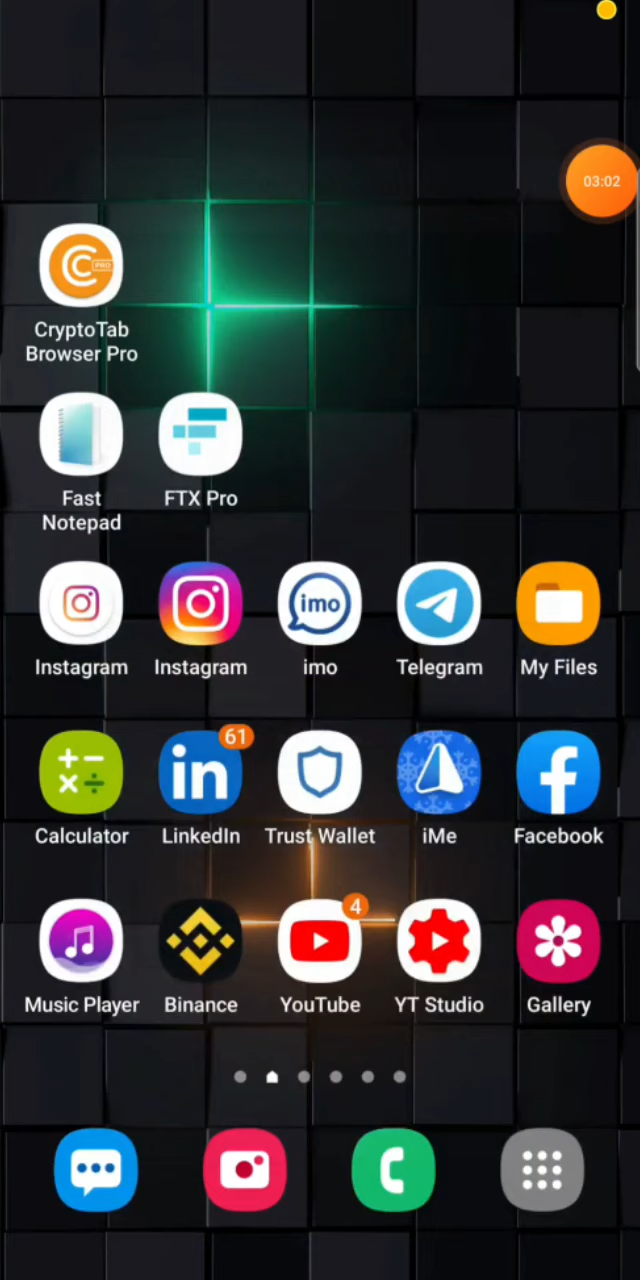 03:02
PRO
CryptoTab
Browser Pro
Fast
Notepad
FTX Pro
Instagram
Instagram
imo
imo
Telegram
My Files
61
in
Calculator
LinkedIn
Trust Wallet
iMe
Facebook
4
Music Player
Binance
YouTube
YT Studio
Gallery